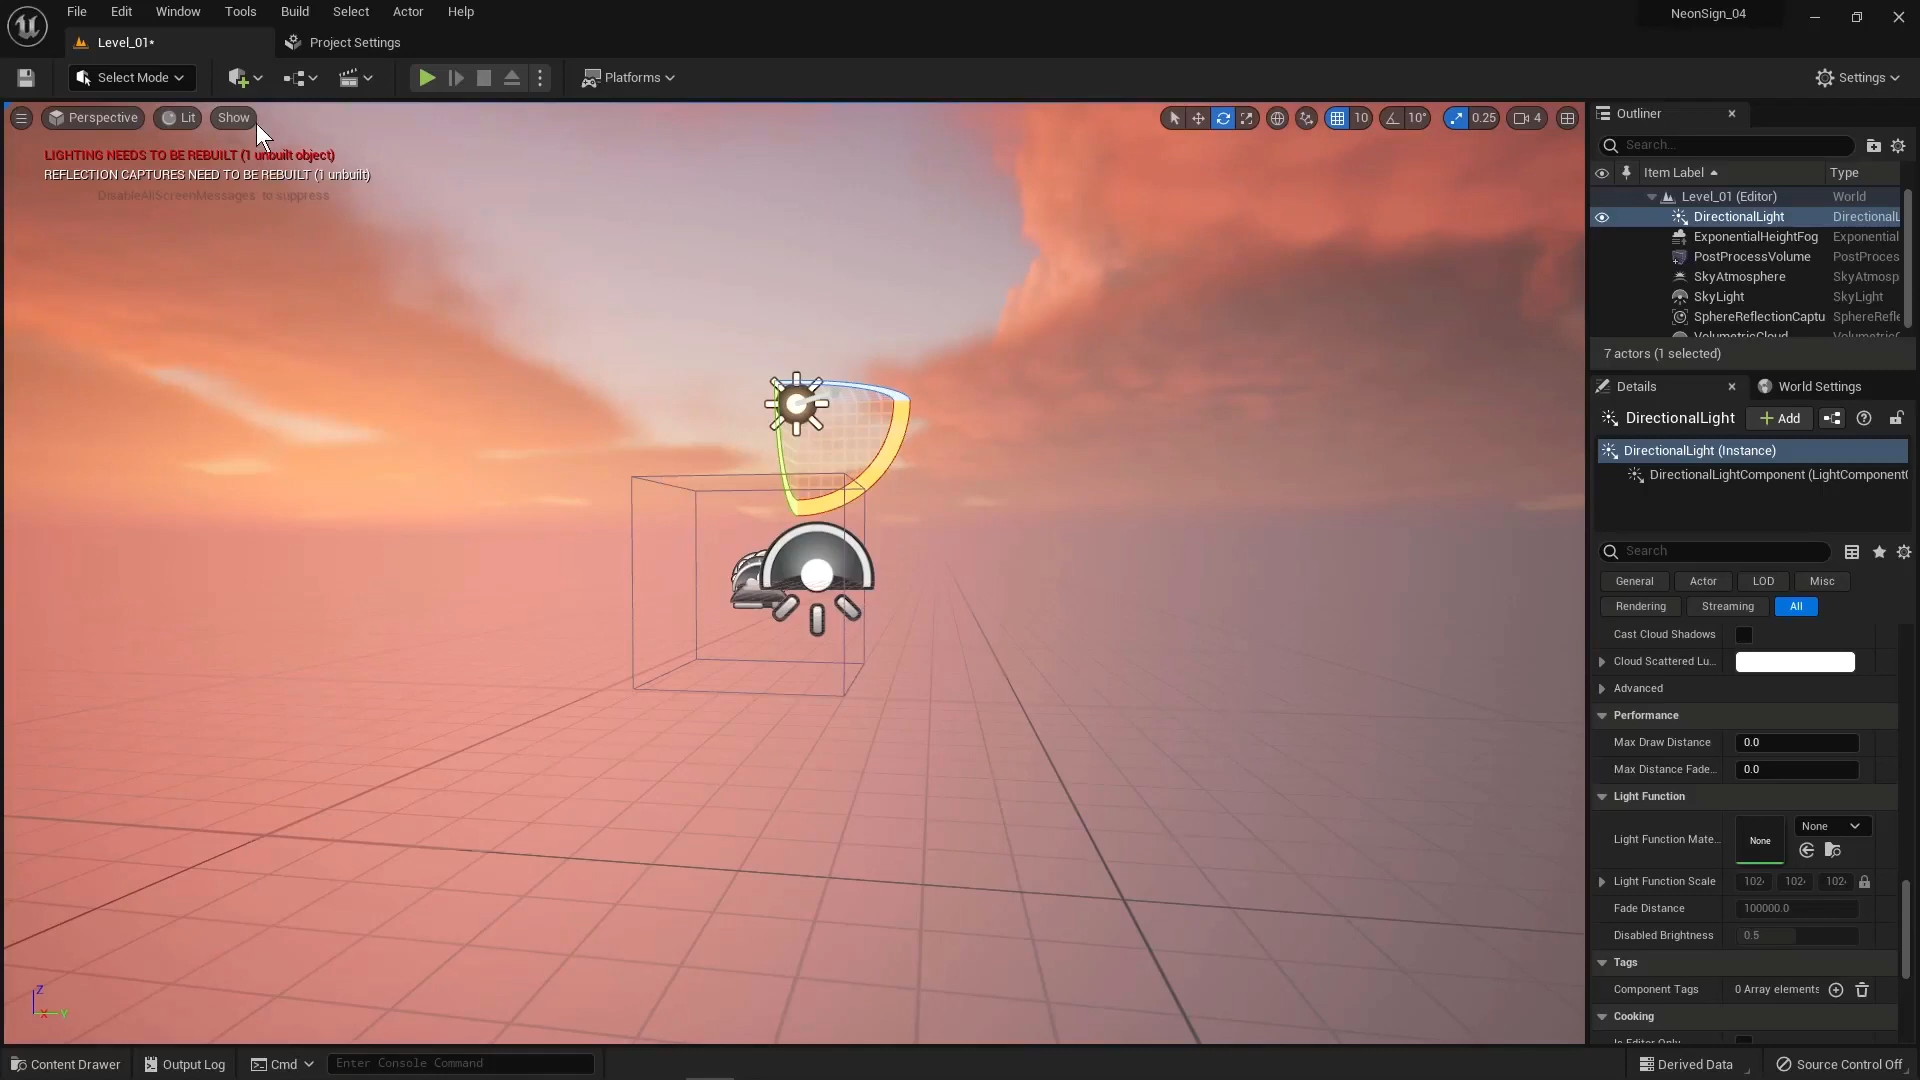 File Edit Window Tools Build Select Actor Help
NeonSign_04
Level_01*
Project Settings
Select Mode
Platforms
Settings
Perspective Lit Show
10 10° 0.25 4
LIGHTING NEEDS TO BE REBUILT (1 unbuilt object)
REFLECTION CAPTURES NEED TO BE REBUILT (1 unbuilt)
DisableAllScreenMessages' to suppress
Z
X Y
Outliner
Search...
Item Label Type
Level_01 (Editor) World
DirectionalLight DirectionalL
ExponentialHeightFog Exponential
PostProcessVolume PostProces
SkyAtmosphere SkyAtmosp
SkyLight SkyLight
SphereReflectionCaptu SphereRefle
VolumetricCloud
7 actors (1 selected)
Details World Settings
DirectionalLight Add
DirectionalLight (Instance)
DirectionalLightComponent (LightComponent
Search
General Actor LOD Misc
Rendering Streaming All
Cast Cloud Shadows
Cloud Scattered Lu...
Advanced
Performance
Max Draw Distance 0.0
Max Distance Fade... 0.0
Light Function
Light Function Mate... None None
Light Function Scale 102 102 102
Fade Distance 100000.0
Disabled Brightness 0.5
Tags
Component Tags 0 Array elements
Cooking
Is Editor Only
Content Drawer Output Log Cmd Enter Console Command
Derived Data Source Control Off